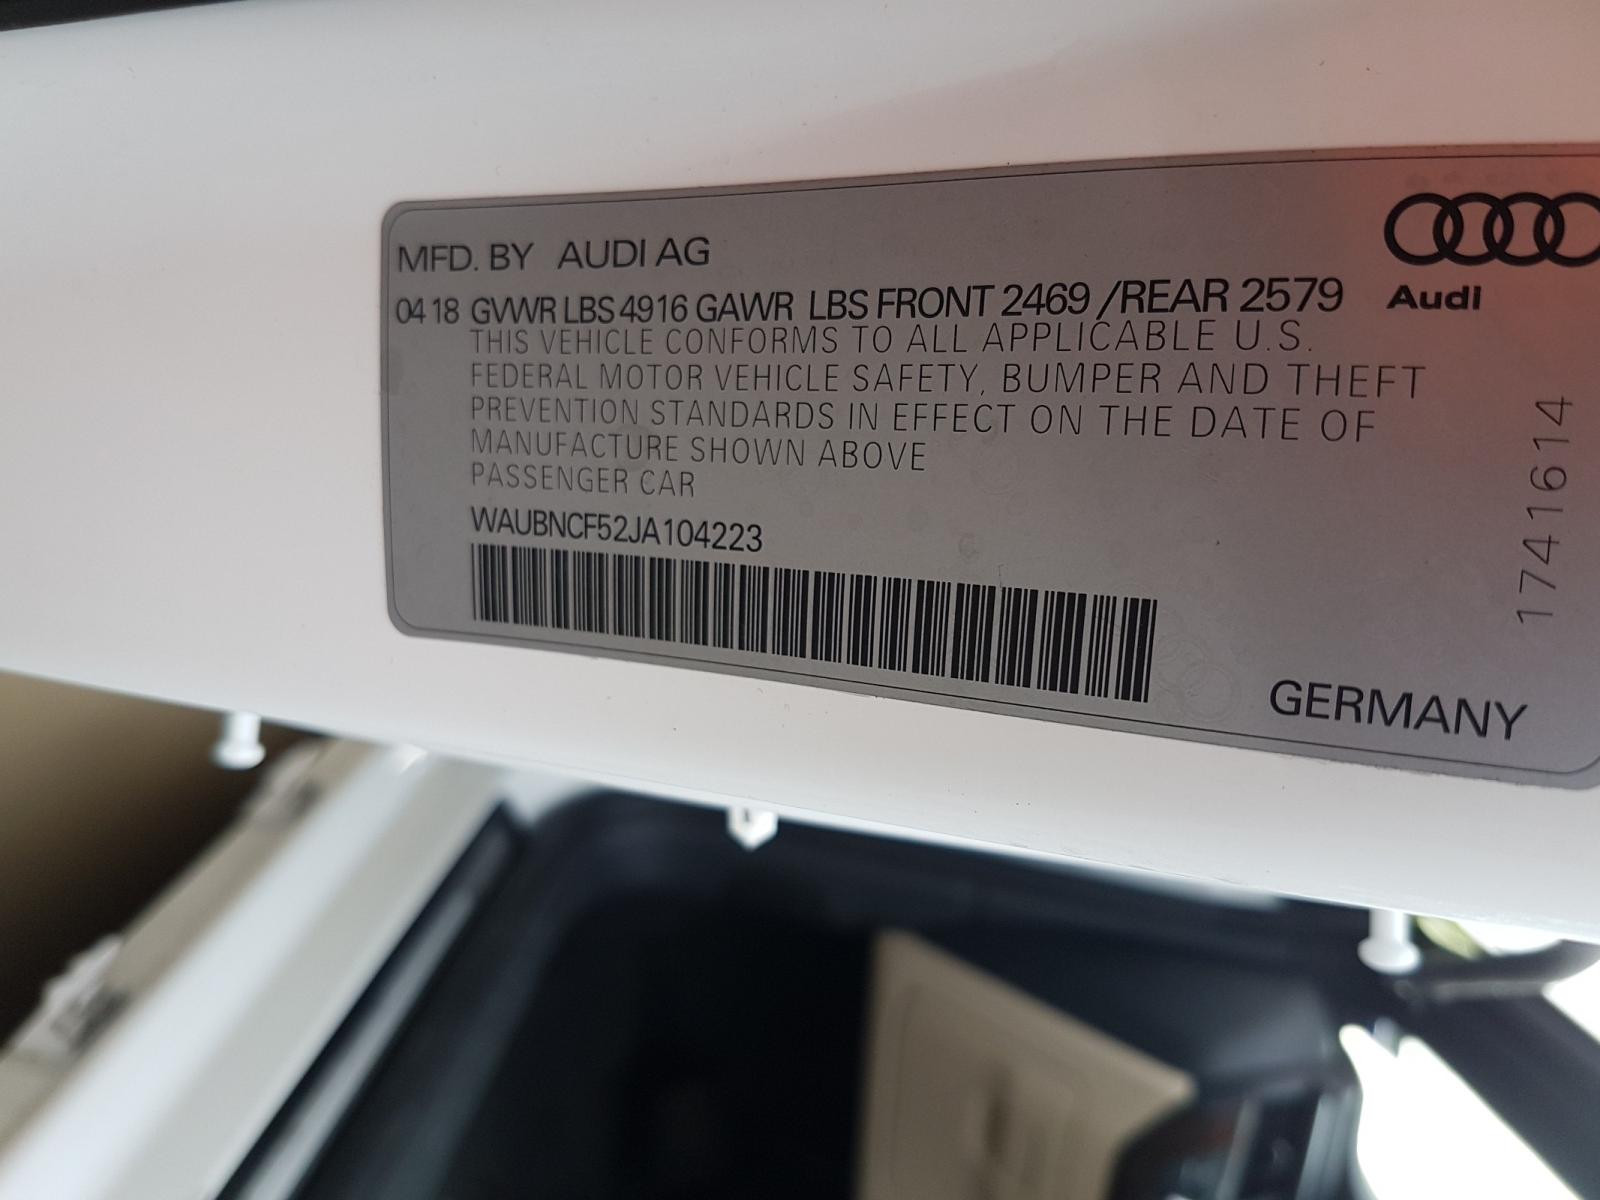 MFD. BY AUDI AG
04 18 GVWR LBS 4916 GAWR LBS FRONT 2469 /REAR 2579
Audi
THIS VEHICLE CONFORMS TO ALL APPLICABLE U.S.
FEDERAL MOTOR VEHICLE SAFETY, BUMPER AND THEFT
PREVENTION STANDARDS IN EFFECT ON THE DATE OF
MANUFACTURE SHOWN ABOVE
PASSENGER CAR
WAUBNCF52JA104223
1741614
GERMANY